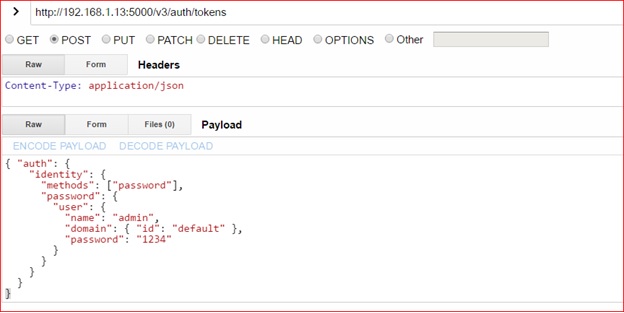 http://192.168.1.13:5000/v3/auth/tokens
GET POST PUT PATCH DELETE HEAD OPTIONS Other
Raw Form Headers
Content-Type: application/json
Raw Form Files (0) Payload
ENCODE PAYLOAD DECODE PAYLOAD
{ "auth": {
    "identity": {
      "methods": ["password"],
      "password": {
        "user": {
          "name": "admin",
          "domain": { "id": "default" },
          "password": "1234"
        }
      }
    }
  }
}